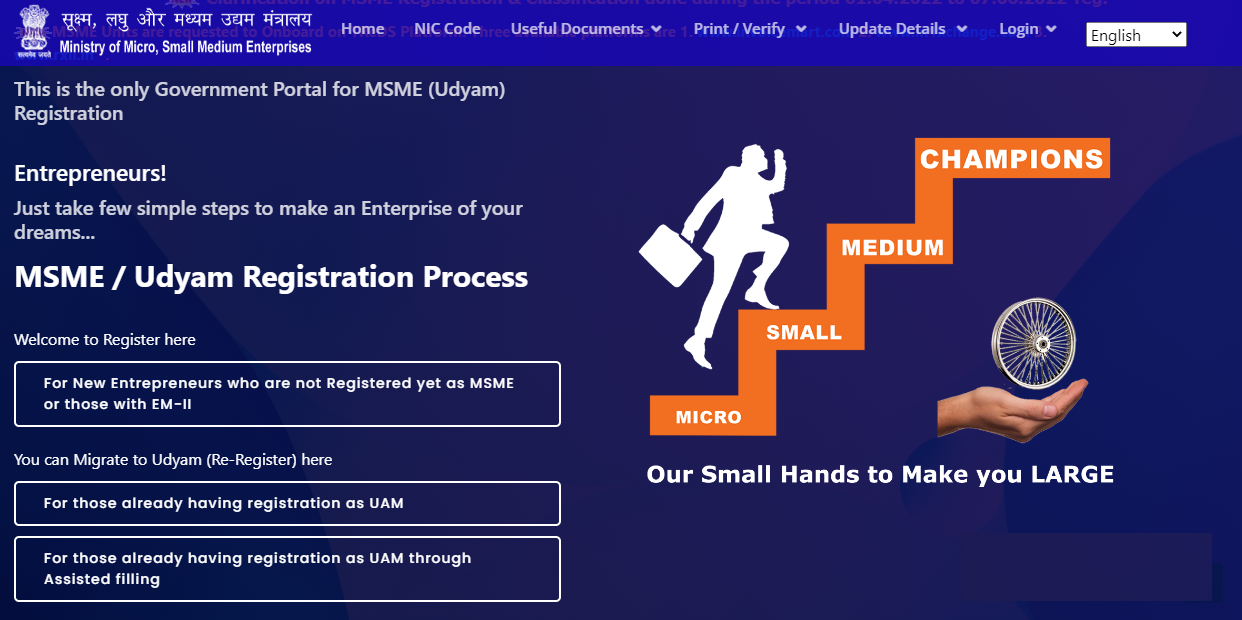 Clarification on MSME Registration & Classification done during the period 01.04.2022 to 07.06.2022 reg.
सूक्ष्म, लघु और मध्यम उद्यम मंत्रालय
Ministry of Micro, Small Medium Enterprises
सत्यमेव जयते
Home NIC Code Useful Documents Print / Verify Update Details Login English
MSME Units are requested to Onboard on
This is the only Government Portal for MSME (Udyam)
Registration
Entrepreneurs!
Just take few simple steps to make an Enterprise of your
dreams...
MSME / Udyam Registration Process
Welcome to Register here
For New Entrepreneurs who are not Registered yet as MSME
or those with EM-II
You can Migrate to Udyam (Re-Register) here
For those already having registration as UAM
For those already having registration as UAM through
Assisted filling
CHAMPIONS
MEDIUM
SMALL
MICRO
Our Small Hands to Make you LARGE